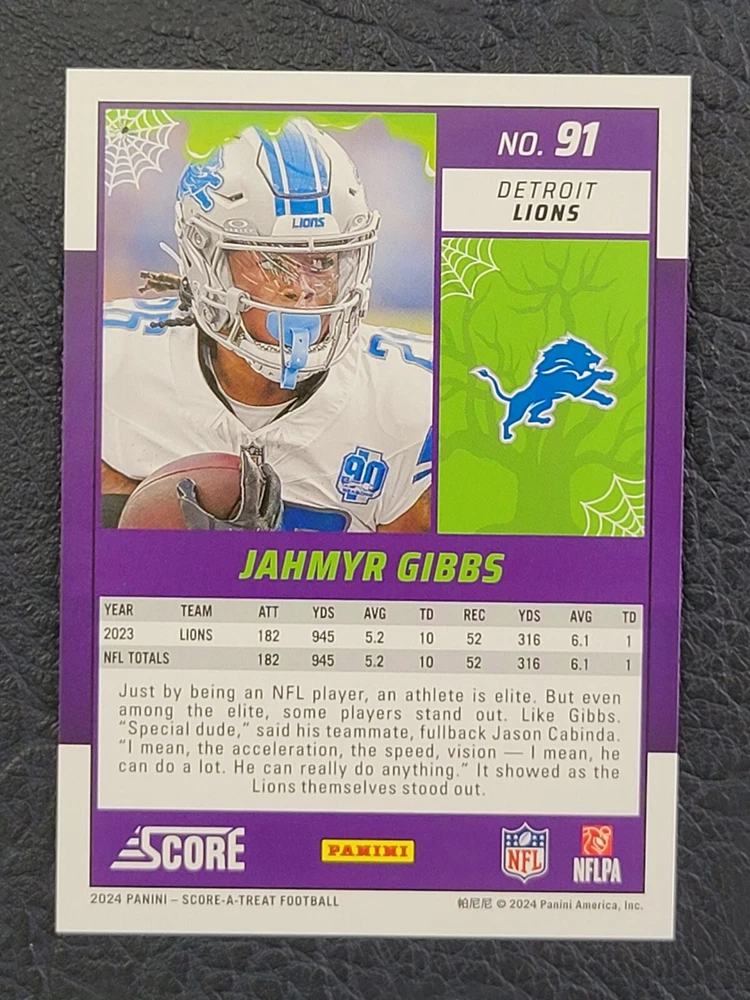 NO. 91
DETROIT
LIONS
LIONS
26
2
90
JAHMYR GIBBS
YEAR TEAM ATT YDS AVG TD REC YDS AVG TD
2023 LIONS 182 945 5.2 10 52 316 6.1 1
NFL TOTALS 182 945 5.2 10 52 316 6.1 1
Just by being an NFL player, an athlete is elite. But even
among the elite, some players stand out. Like Gibbs.
“Special dude,” said his teammate, fullback Jason Cabinda.
“I mean, the acceleration, the speed, vision — I mean, he
can do a lot. He can really do anything.” It showed as the
Lions themselves stood out.
SCORE PANINI NFL NFLPA
2024 PANINI – SCORE-A-TREAT FOOTBALL 帕尼尼 © 2024 Panini America, Inc.